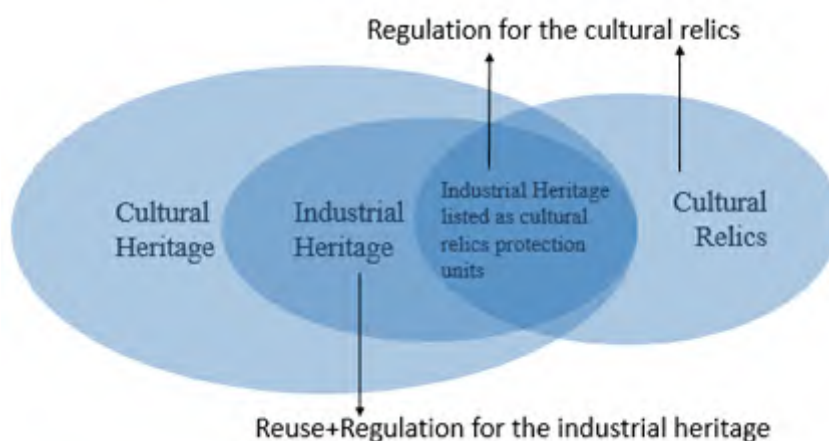 Regulation for the cultural relics
Cultural
Heritage
Industrial
Heritage
Industrial Heritage
listed as cultural
relics protection
units
Cultural
Relics
Reuse+Regulation for the industrial heritage